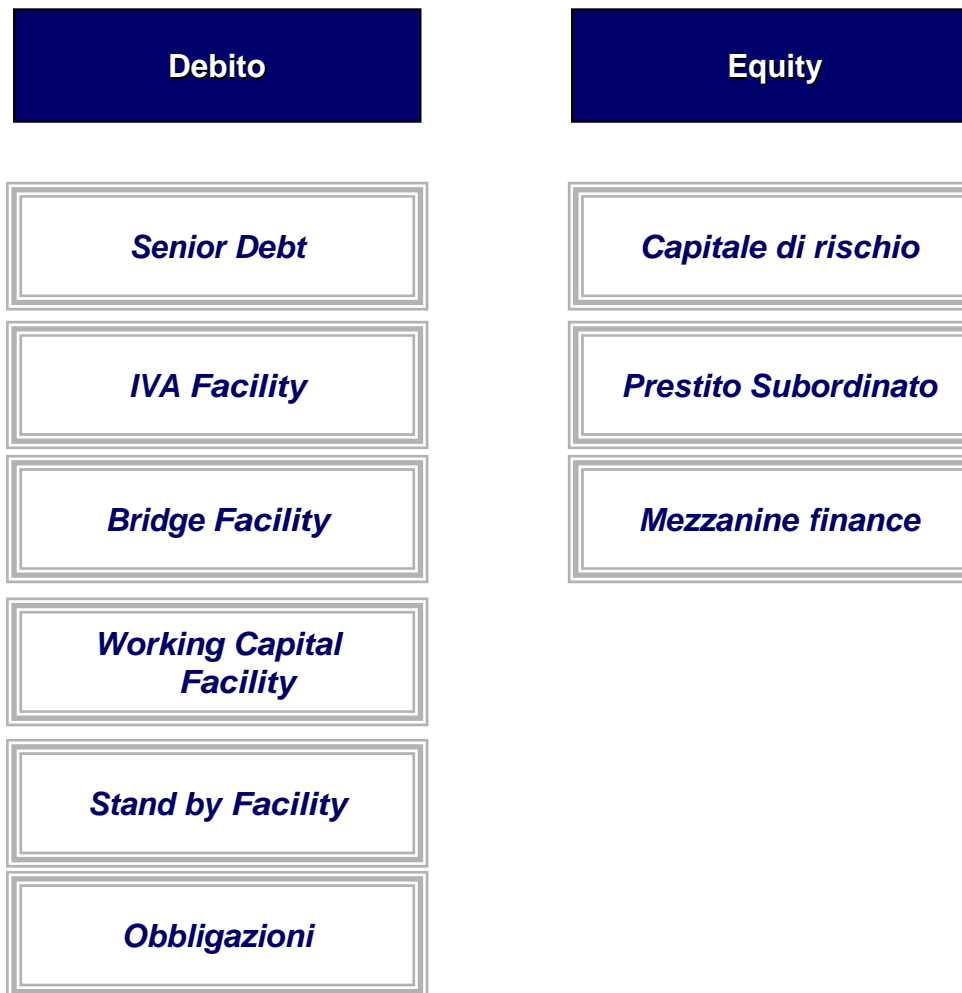 Debito
Equity
Senior Debt
Capitale di rischio
IVA Facility
Prestito Subordinato
Bridge Facility
Mezzanine finance
Working Capital
Facility
Stand by Facility
Obbligazioni